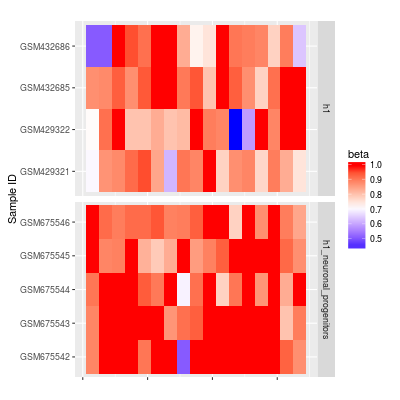 GSM432686
GSM432685
GSM429322
GSM429321
h1
GSM675546
GSM675545
GSM675544
GSM675543
GSM675542
h1_neuronal_progenitors
Sample ID
beta
1.0
0.9
0.8
0.7
0.6
0.5